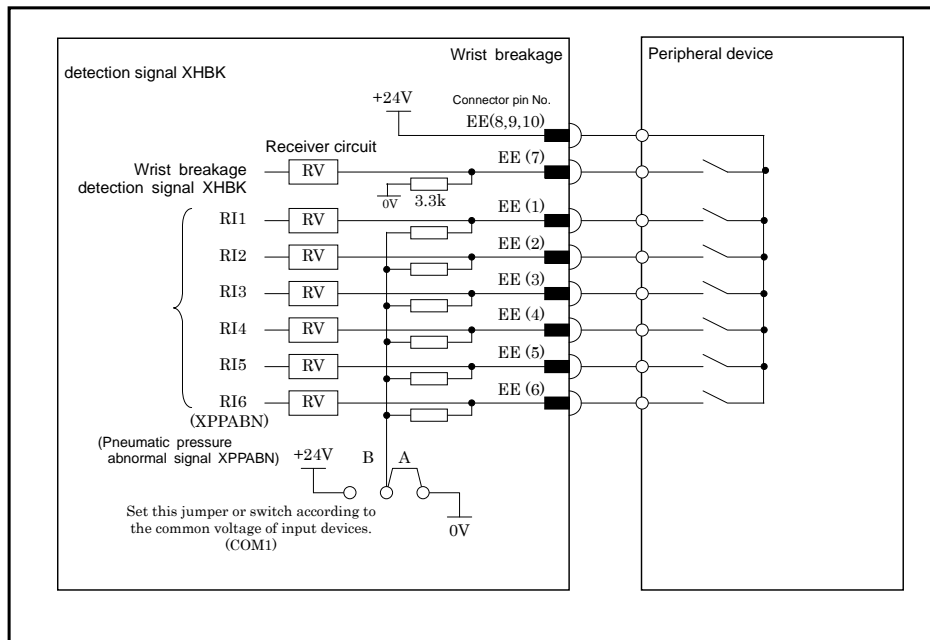 Wrist breakage
detection signal XHBK
Peripheral device
+24V
Connector pin No.
EE(8,9,10)
Receiver circuit
Wrist breakage
detection signal XHBK
RV
EE (7)
0V
3.3k
RI1
RV
EE (1)
RI2
RV
EE (2)
RI3
RV
EE (3)
RI4
RV
EE (4)
RI5
RV
EE (5)
RI6
RV
EE (6)
(XPPABN)
(Pneumatic pressure
abnormal signal XPPABN)
+24V
B
A
Set this jumper or switch according to
the common voltage of input devices.
(COM1)
0V